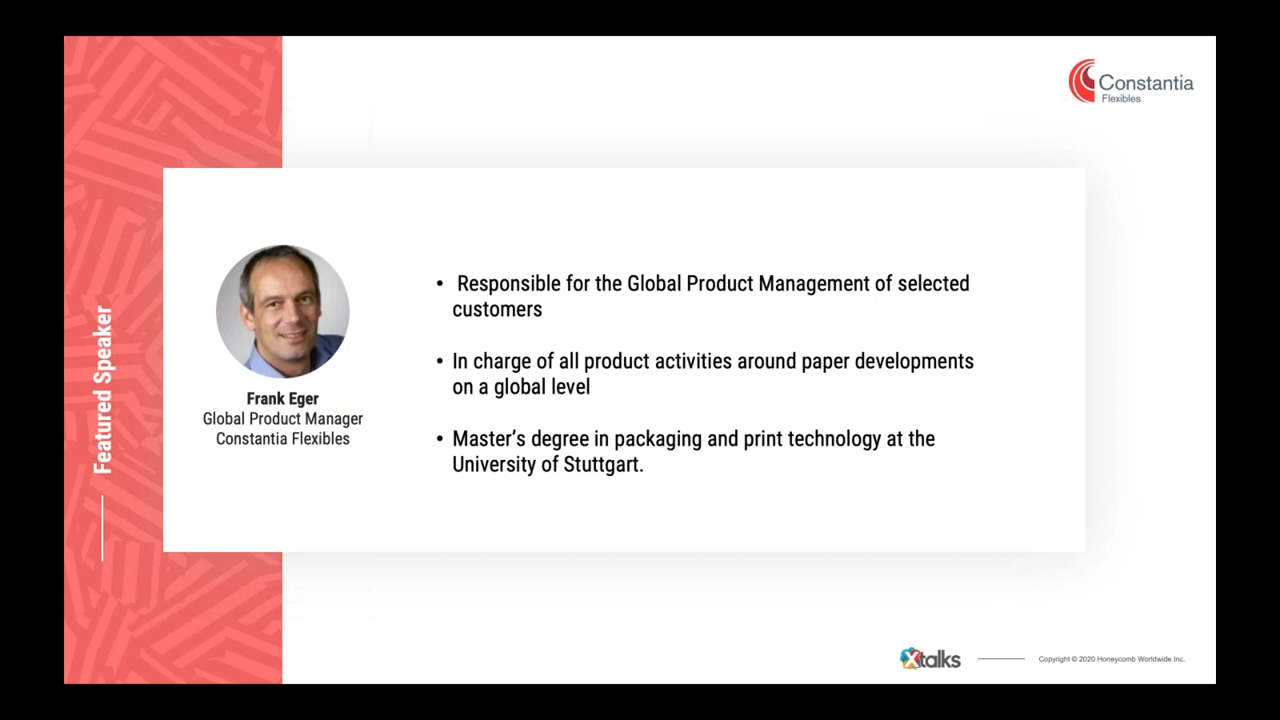 Constantia
Flexibles
Featured Speaker
Frank Eger
Global Product Manager
Constantia Flexibles
• Responsible for the Global Product Management of selected
customers
• In charge of all product activities around paper developments
on a global level
• Master’s degree in packaging and print technology at the
University of Stuttgart.
Xtalks
Copyright © 2020 Honeycomb Worldwide Inc.